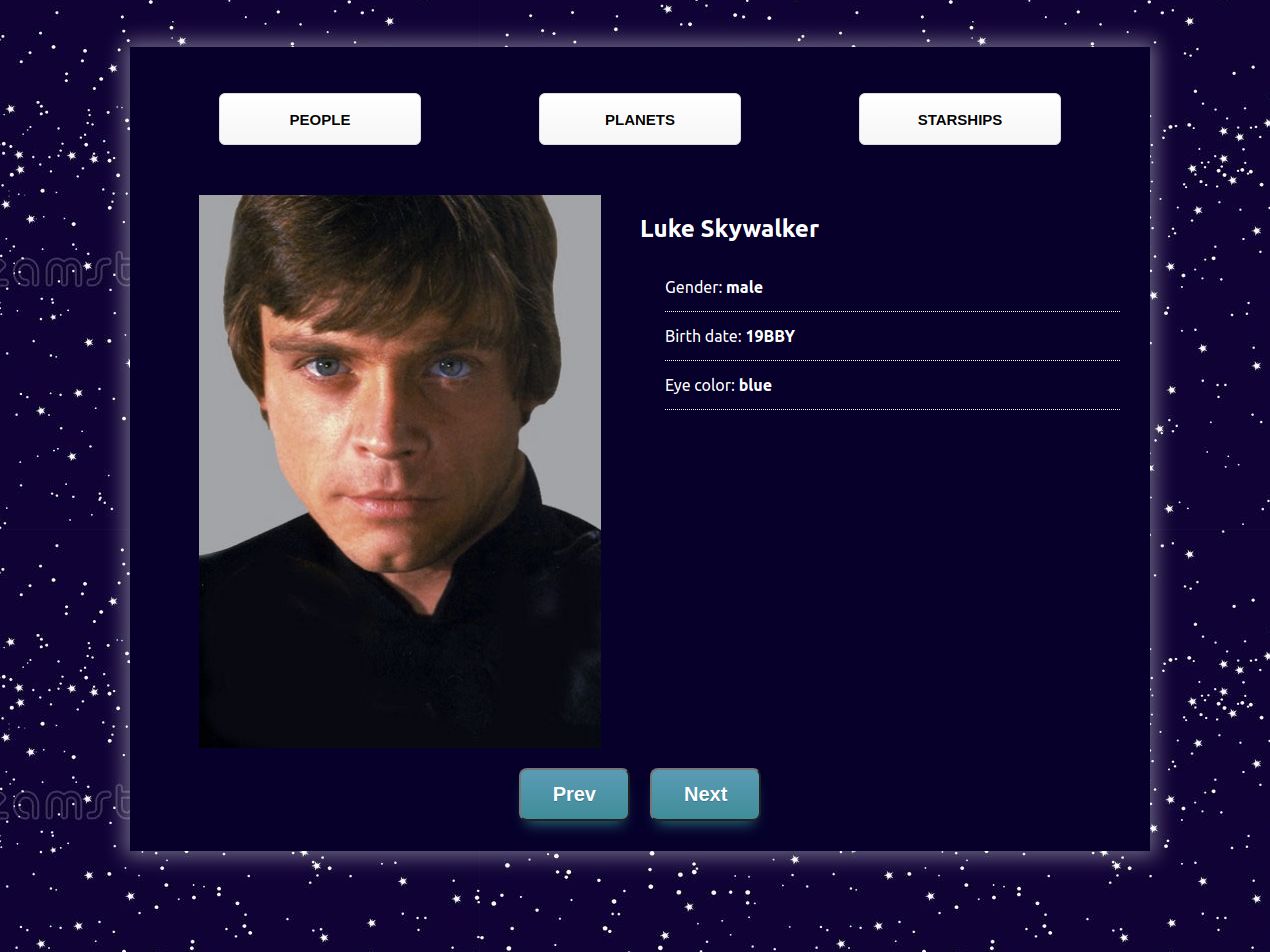 PEOPLE
PLANETS
STARSHIPS
Luke Skywalker
Gender: male
Birth date: 19BBY
Eye color: blue
Prev
Next